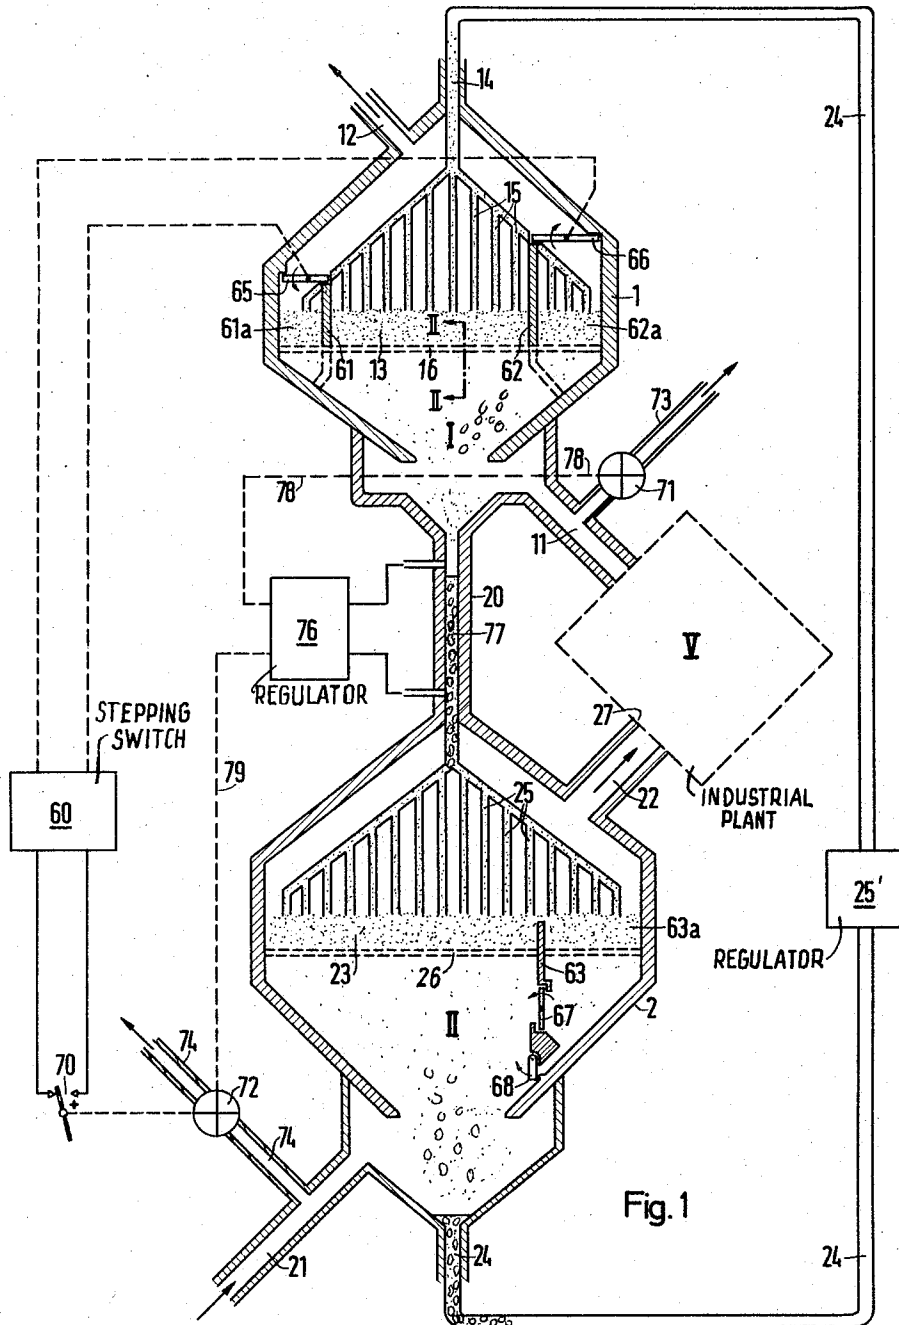 14
24
12
15
66
65
1
61a
II
62a
61
13
16
62
II
I
73
78
78
71
11
20
76
77
V
REGULATOR
STEPPING
SWITCH
27
79
22
60
25
INDUSTRIAL
PLANT
25'
63a
23
26
63
REGULATOR
67
2
II
74
70
72
68
+
74
Fig.1
21
24
24